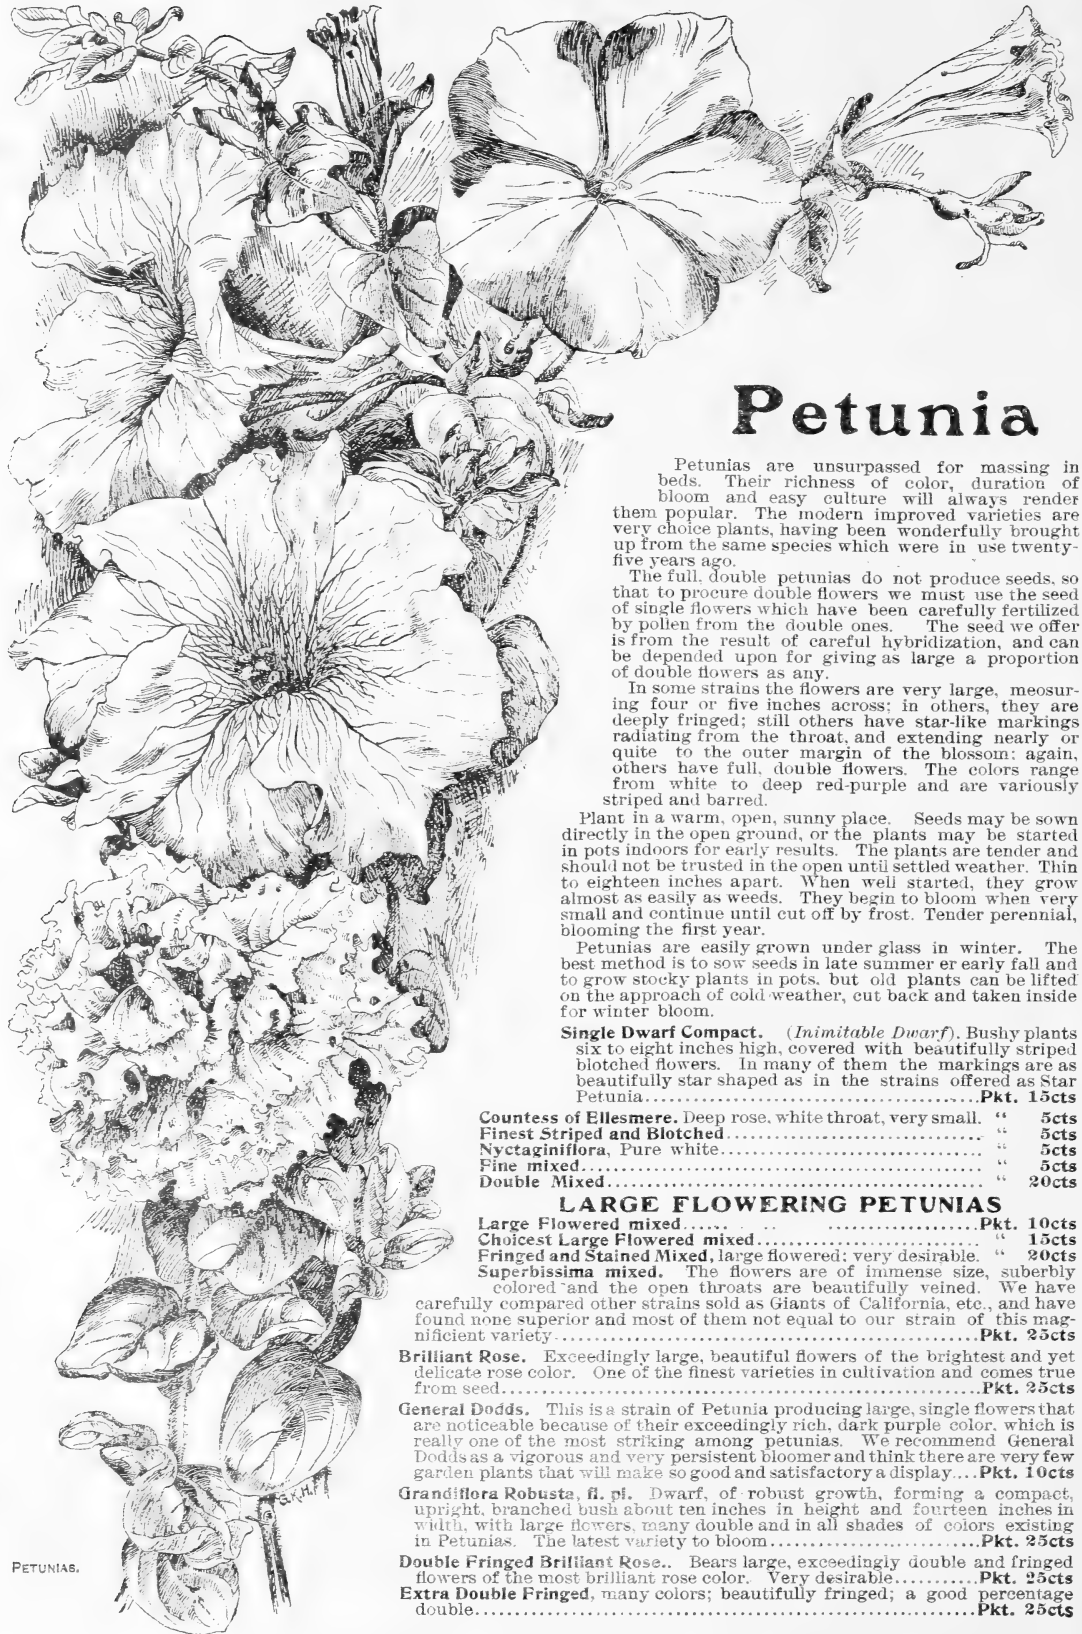 Petunia
Petunias are unsurpassed for massing in
beds. Their richness of color, duration of
bloom and easy culture will always render
them popular. The modern improved varieties are
very choice plants, having been wonderfully brought
up from the same species which were in use twenty-
five years ago.
The full, double petunias do not produce seeds, so
that to procure double flowers we must use the seed
of single flowers which have been carefully fertilized
by pollen from the double ones. The seed we offer
is from the result of careful hybridization, and can
be depended upon for giving as large a proportion
of double flowers as any.
In some strains the flowers are very large, meosur-
ing four or five inches across; in others, they are
deeply fringed; still others have star-like markings
radiating from the throat, and extending nearly or
quite to the outer margin of the blossom; again,
others have full, double flowers. The colors range
from white to deep red-purple and are variously
striped and barred.
Plant in a warm, open, sunny place. Seeds may be sown
directly in the open ground, or the plants may be started
in pots indoors for early results. The plants are tender and
should not be trusted in the open until settled weather. Thin
to eighteen inches apart. When well started, they grow
almost as easily as weeds. They begin to bloom when very
small and continue until cut off by frost. Tender perennial,
blooming the first year.
Petunias are easily grown under glass in winter. The
best method is to sow seeds in late summer er early fall and
to grow stocky plants in pots, but old plants can be lifted
on the approach of cold weather, cut back and taken inside
for winter bloom.
Single Dwarf Compact. (Inimitable Dwarf). Bushy plants
six to eight inches high, covered with beautifully striped
blotched flowers. In many of them the markings are as
beautifully star shaped as in the strains offered as Star
Petunia....................Pkt. 15cts
Countess of Ellesmere. Deep rose, white throat, very small. " 5cts
Finest Striped and Blotched.................... " 5cts
Nyctaginiflora, Pure white.................... " 5cts
Fine mixed.................... " 5cts
Double Mixed.................... " 20cts
LARGE FLOWERING PETUNIAS
Large Flowered mixed....................Pkt. 10cts
Choicest Large Flowered mixed.................... " 15cts
Fringed and Stained Mixed, large flowered; very desirable. " 20cts
Superbissima mixed. The flowers are of immense size, suberbly
colored and the open throats are beautifully veined. We have
carefully compared other strains sold as Giants of California, etc., and have
found none superior and most of them not equal to our strain of this mag-
nificient variety....................Pkt. 25cts
Brilliant Rose. Exceedingly large, beautiful flowers of the brightest and yet
delicate rose color. One of the finest varieties in cultivation and comes true
from seed....................Pkt. 25cts
General Dodds. This is a strain of Petunia producing large, single flowers that
are noticeable because of their exceedingly rich, dark purple color, which is
really one of the most striking among petunias. We recommend General
Dodds as a vigorous and very persistent bloomer and think there are very few
garden plants that will make so good and satisfactory a display....Pkt. 10cts
Grandiflora Robusta, fl. pl. Dwarf, of robust growth, forming a compact,
upright, branched bush about ten inches in height and fourteen inches in
width, with large flowers, many double and in all shades of colors existing
in Petunias. The latest variety to bloom....................Pkt. 25cts
Double Fringed Brilliant Rose.. Bears large, exceedingly double and fringed
flowers of the most brilliant rose color. Very desirable..........Pkt. 25cts
Extra Double Fringed, many colors; beautifully fringed; a good percentage
double....................Pkt. 25cts
PETUNIAS.